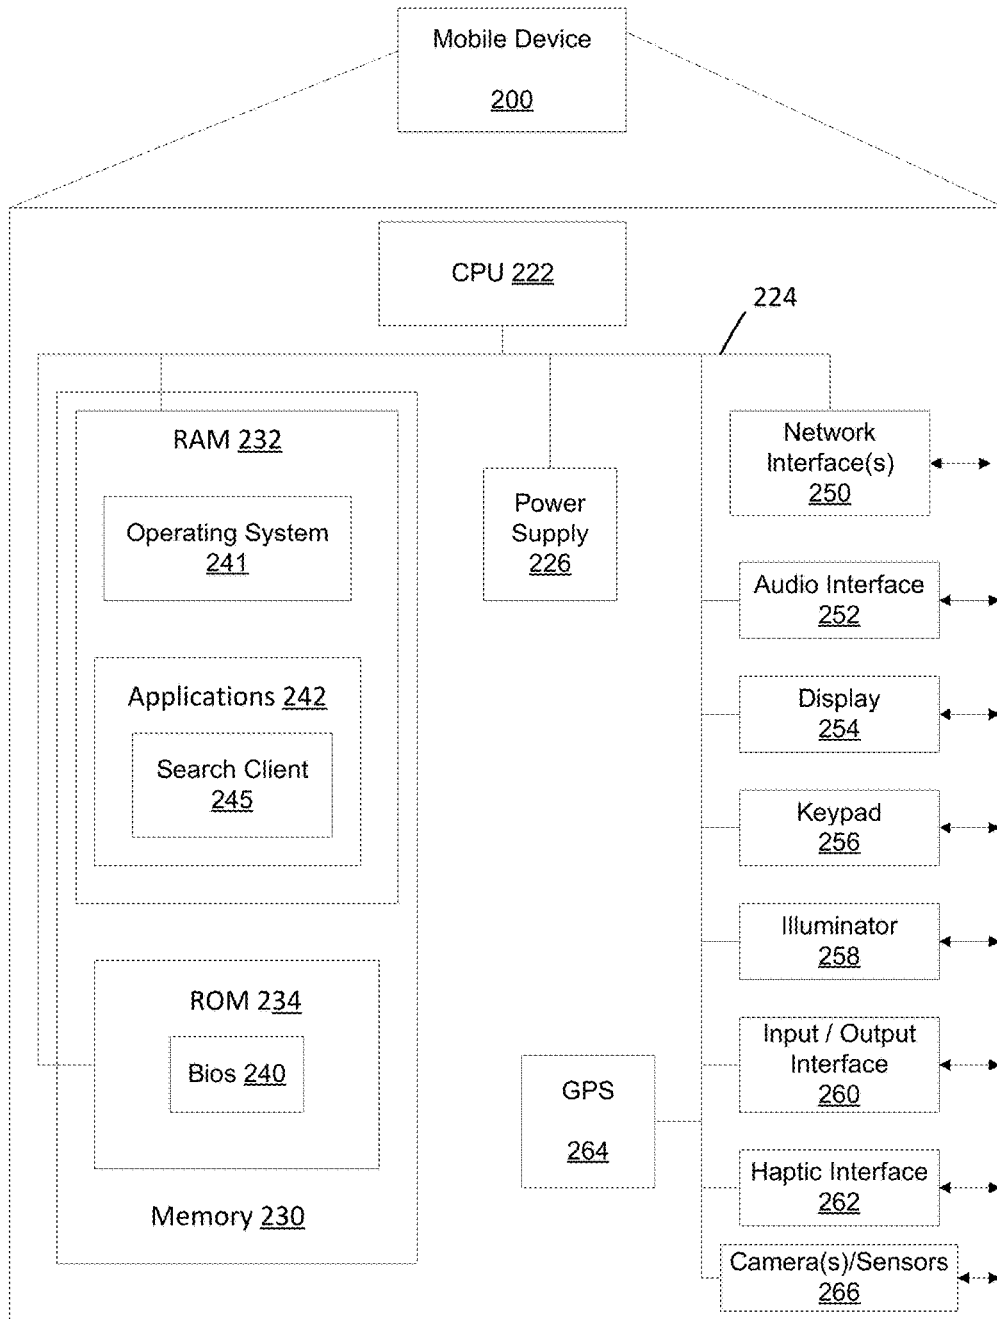 Mobile Device
200
CPU 222
224
RAM 232
Operating System
241
Applications 242
Search Client
245
ROM 234
Bios 240
Memory 230
Power
Supply
226
GPS
264
Network
Interface(s)
250
Audio Interface
252
Display
254
Keypad
256
Illuminator
258
Input / Output
Interface
260
Haptic Interface
262
Camera(s)/Sensors
266